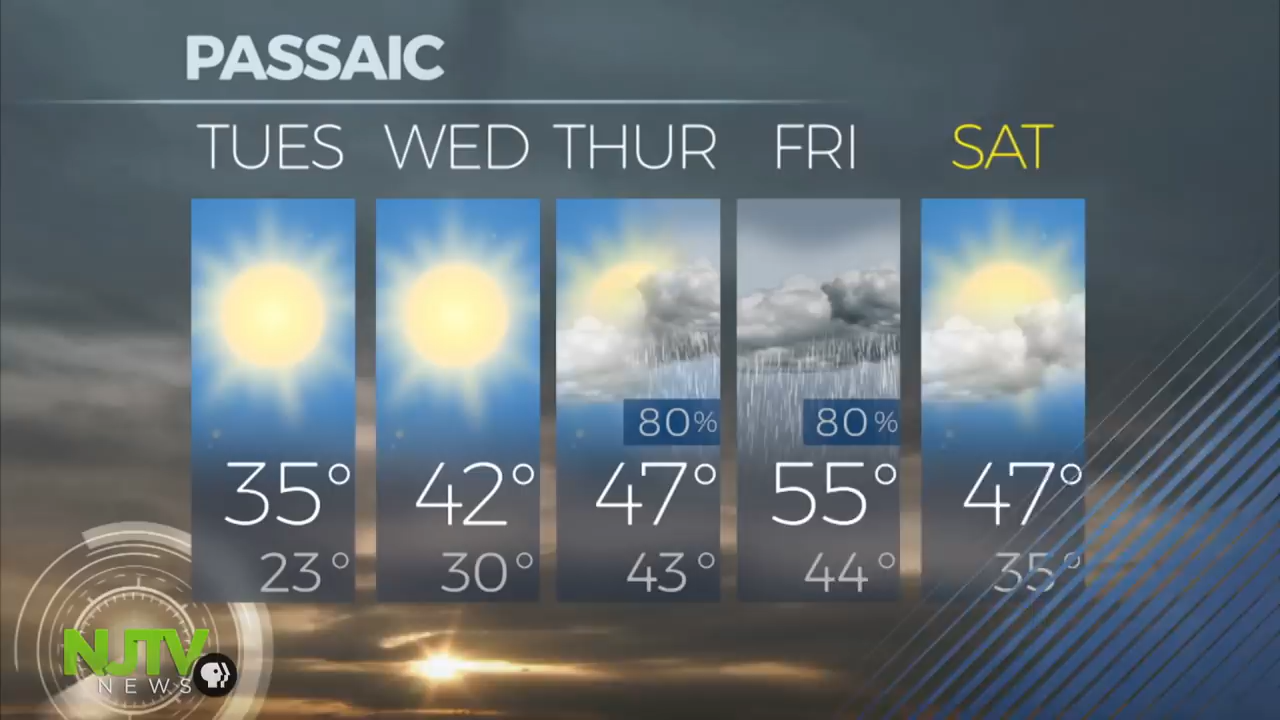 PASSAIC
TUES WED THUR FRI SAT
80% 80%
35° 42° 47° 55° 47°
23° 30° 43° 44° 35°
NJTV
NEWS